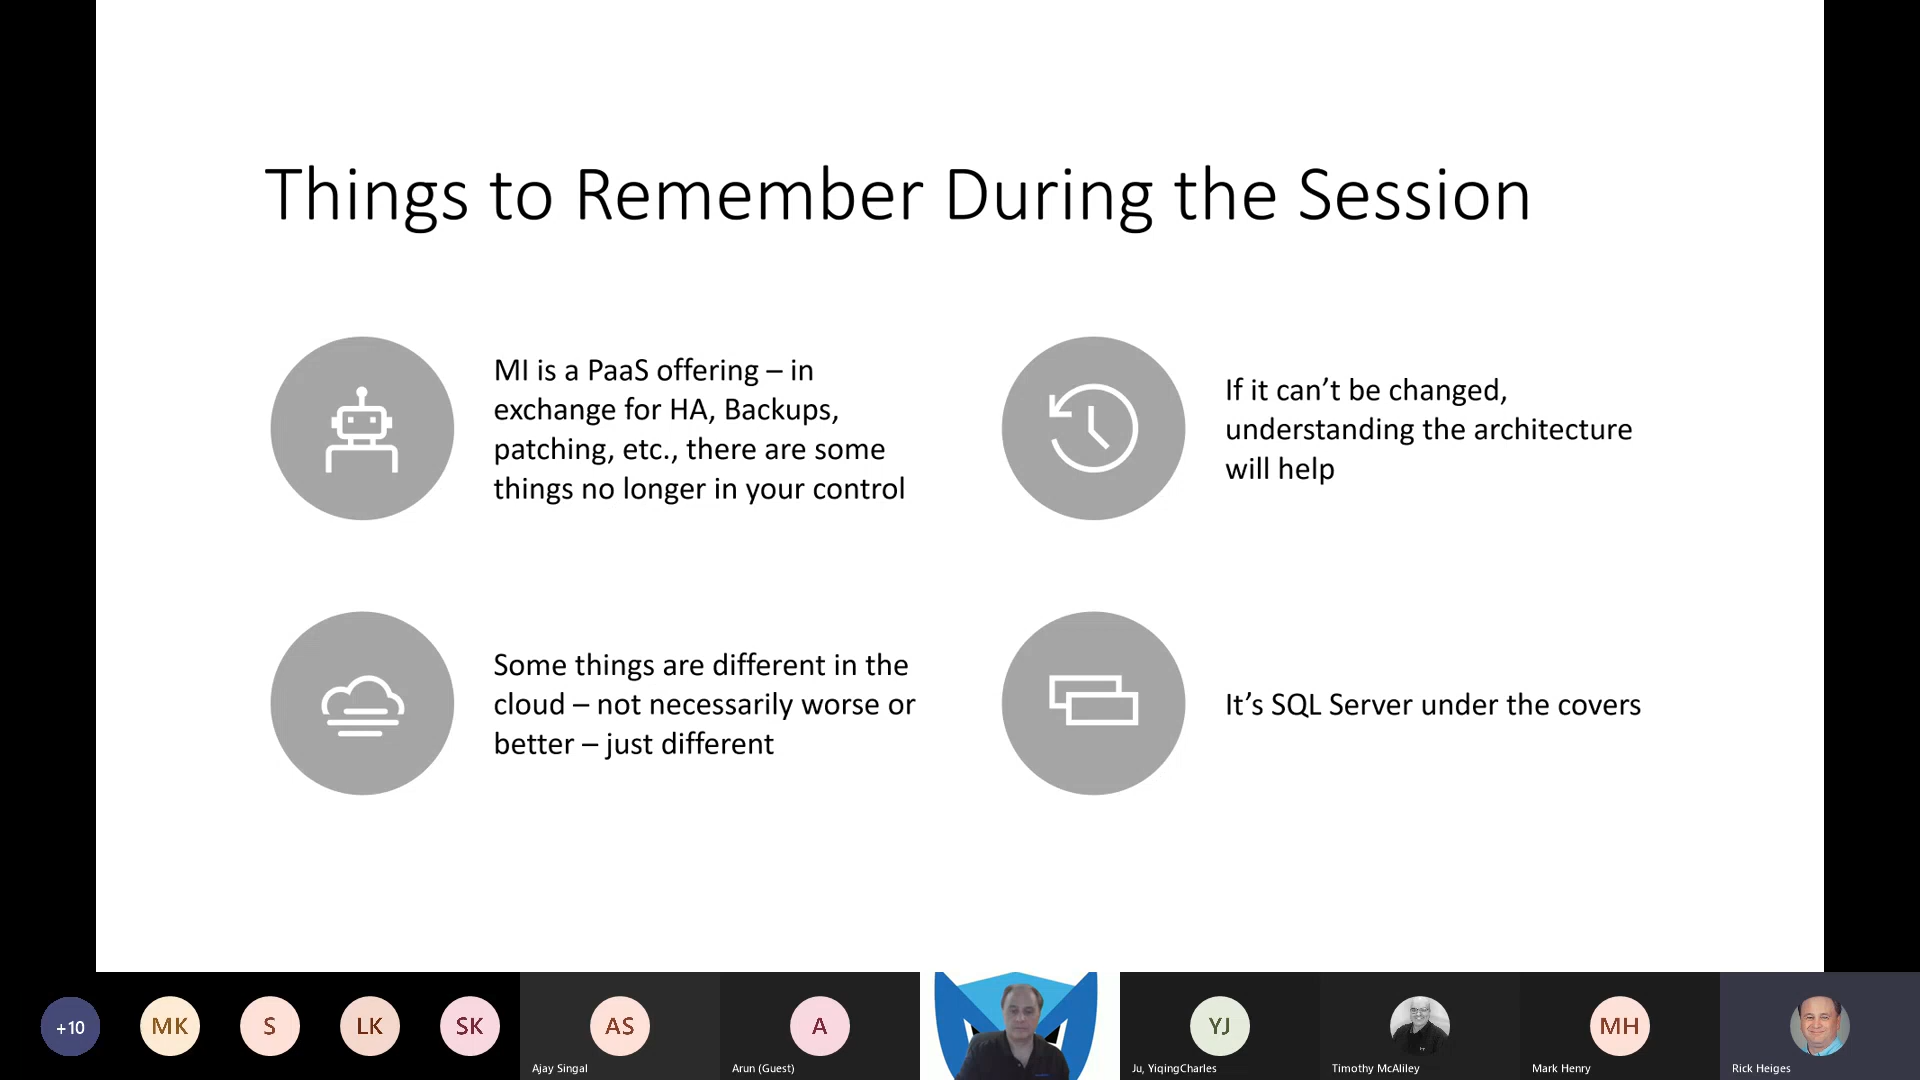 Things to Remember During the Session
MI is a PaaS offering – in
exchange for HA, Backups,
patching, etc., there are some
things no longer in your control
If it can’t be changed,
understanding the architecture
will help
Some things are different in the
cloud – not necessarily worse or
better – just different
It’s SQL Server under the covers
+10
MK
S
LK
SK
AS
Ajay Singal
A
Arun (Guest)
YJ
Ju, YiqingCharles
Timothy McAliley
MH
Mark Henry
Rick Heiges